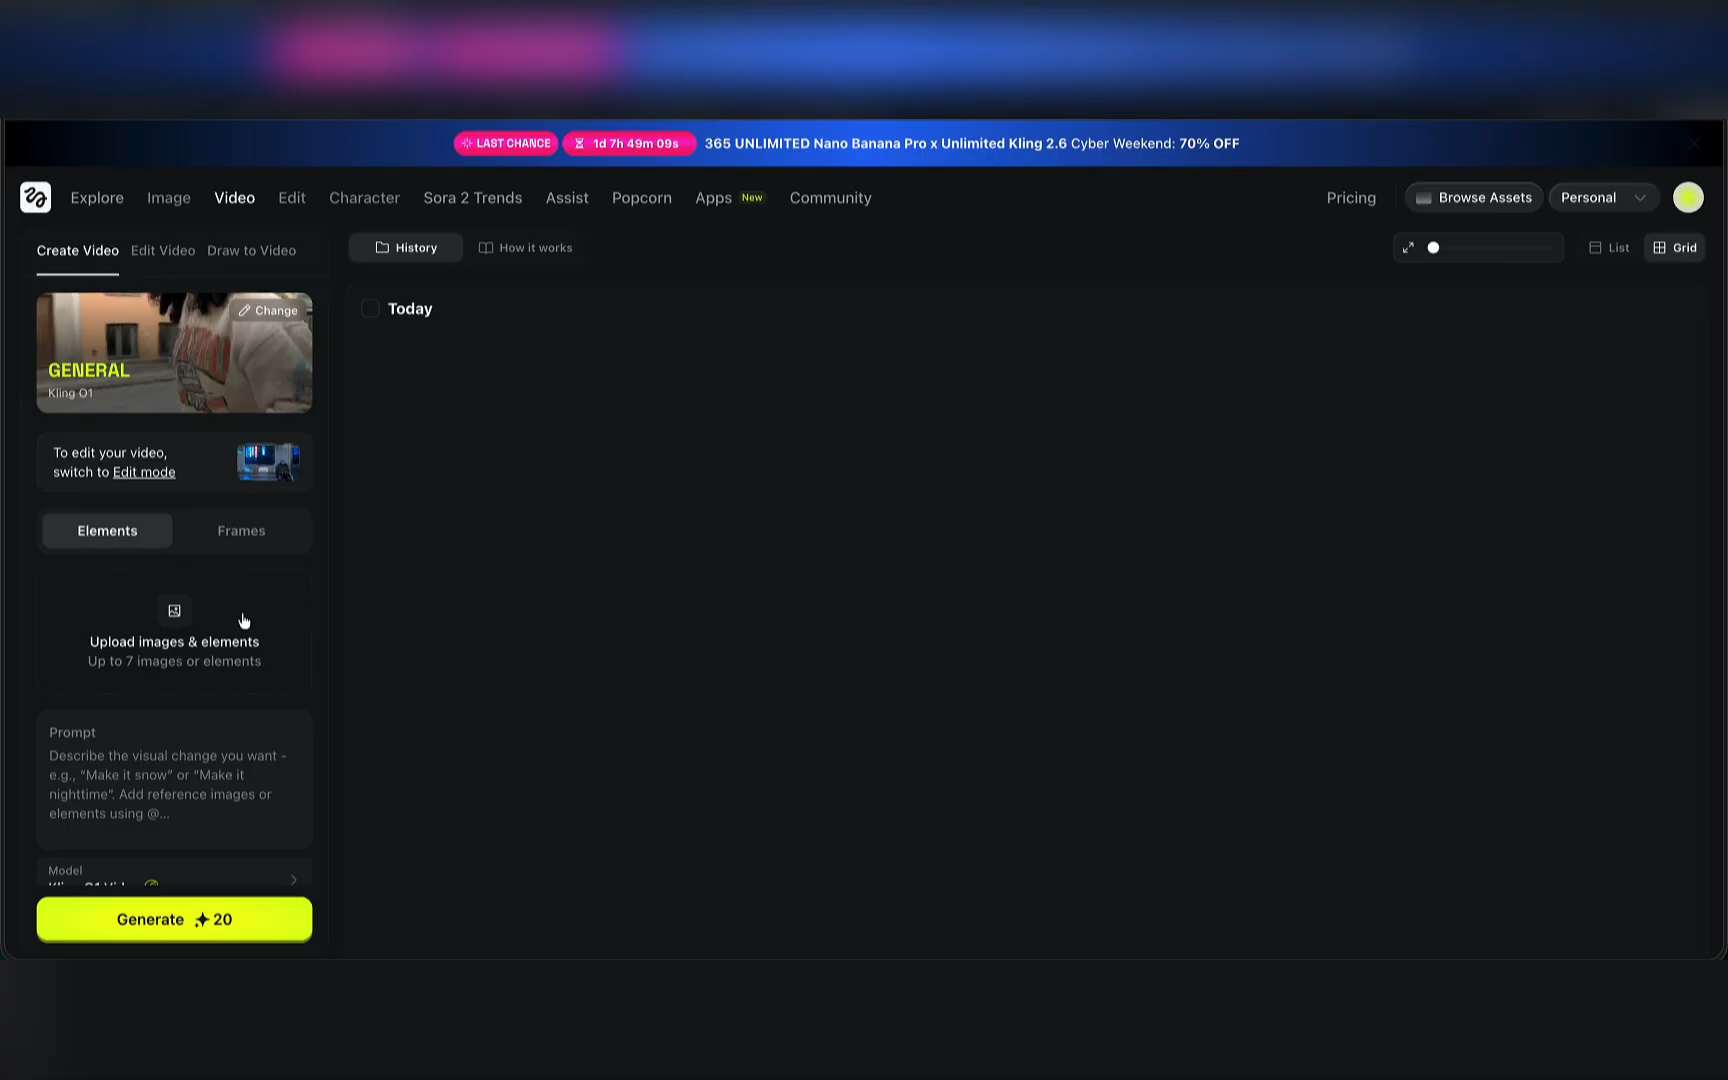 LAST CHANCE 1d 7h 49m 09s 365 UNLIMITED Nano Banana Pro x Unlimited Kling 2.6 Cyber Weekend: 70% OFF
Explore Image Video Edit Character Sora 2 Trends Assist Popcorn Apps New Community Pricing Browse Assets Personal
Create Video Edit Video Draw to Video
History How it works List Grid
Today
Change
GENERAL
Kling O1
To edit your video,
switch to Edit mode
Elements Frames
Upload images & elements
Up to 7 images or elements
Prompt
Describe the visual change you want -
e.g., “Make it snow” or “Make it
nighttime”. Add reference images or
elements using @...
Model
Generate 20